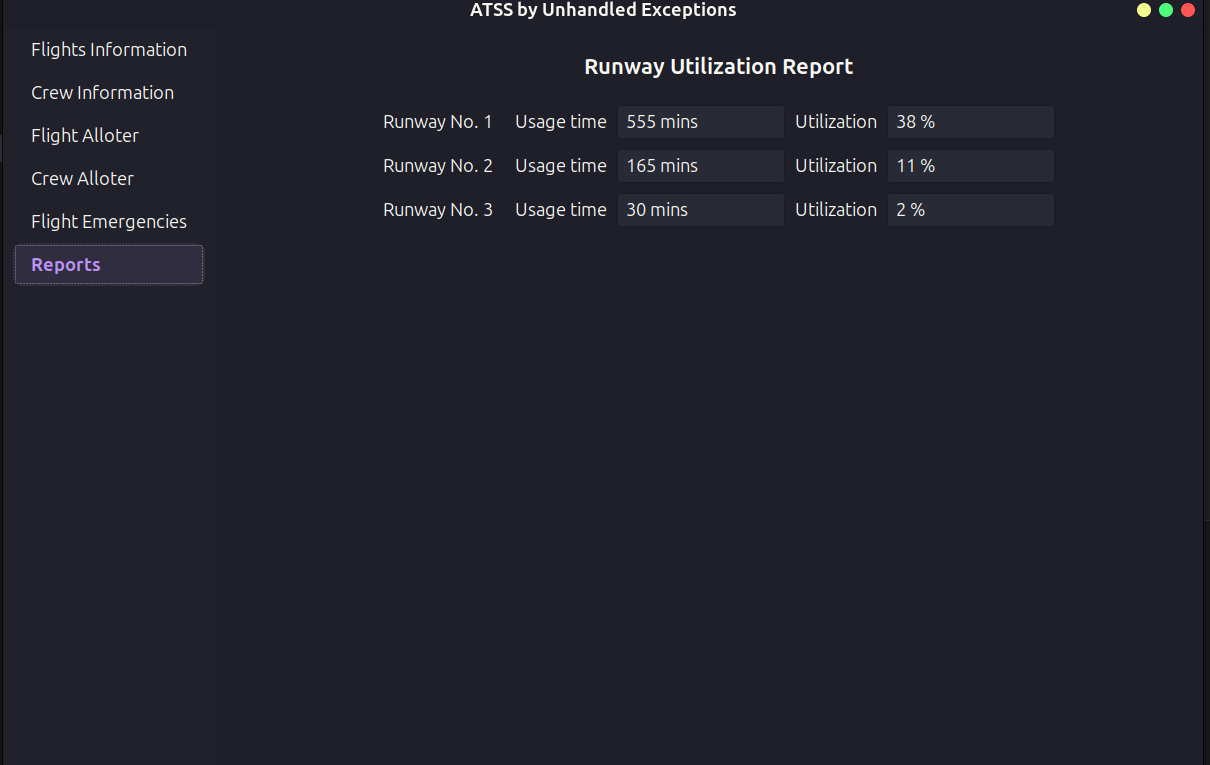 ATSS by Unhandled Exceptions
Flights Information
Crew Information
Flight Alloter
Crew Alloter
Flight Emergencies
Reports
Runway Utilization Report
Runway No. 1 Usage time 555 mins Utilization 38 %
Runway No. 2 Usage time 165 mins Utilization 11 %
Runway No. 3 Usage time 30 mins Utilization 2 %